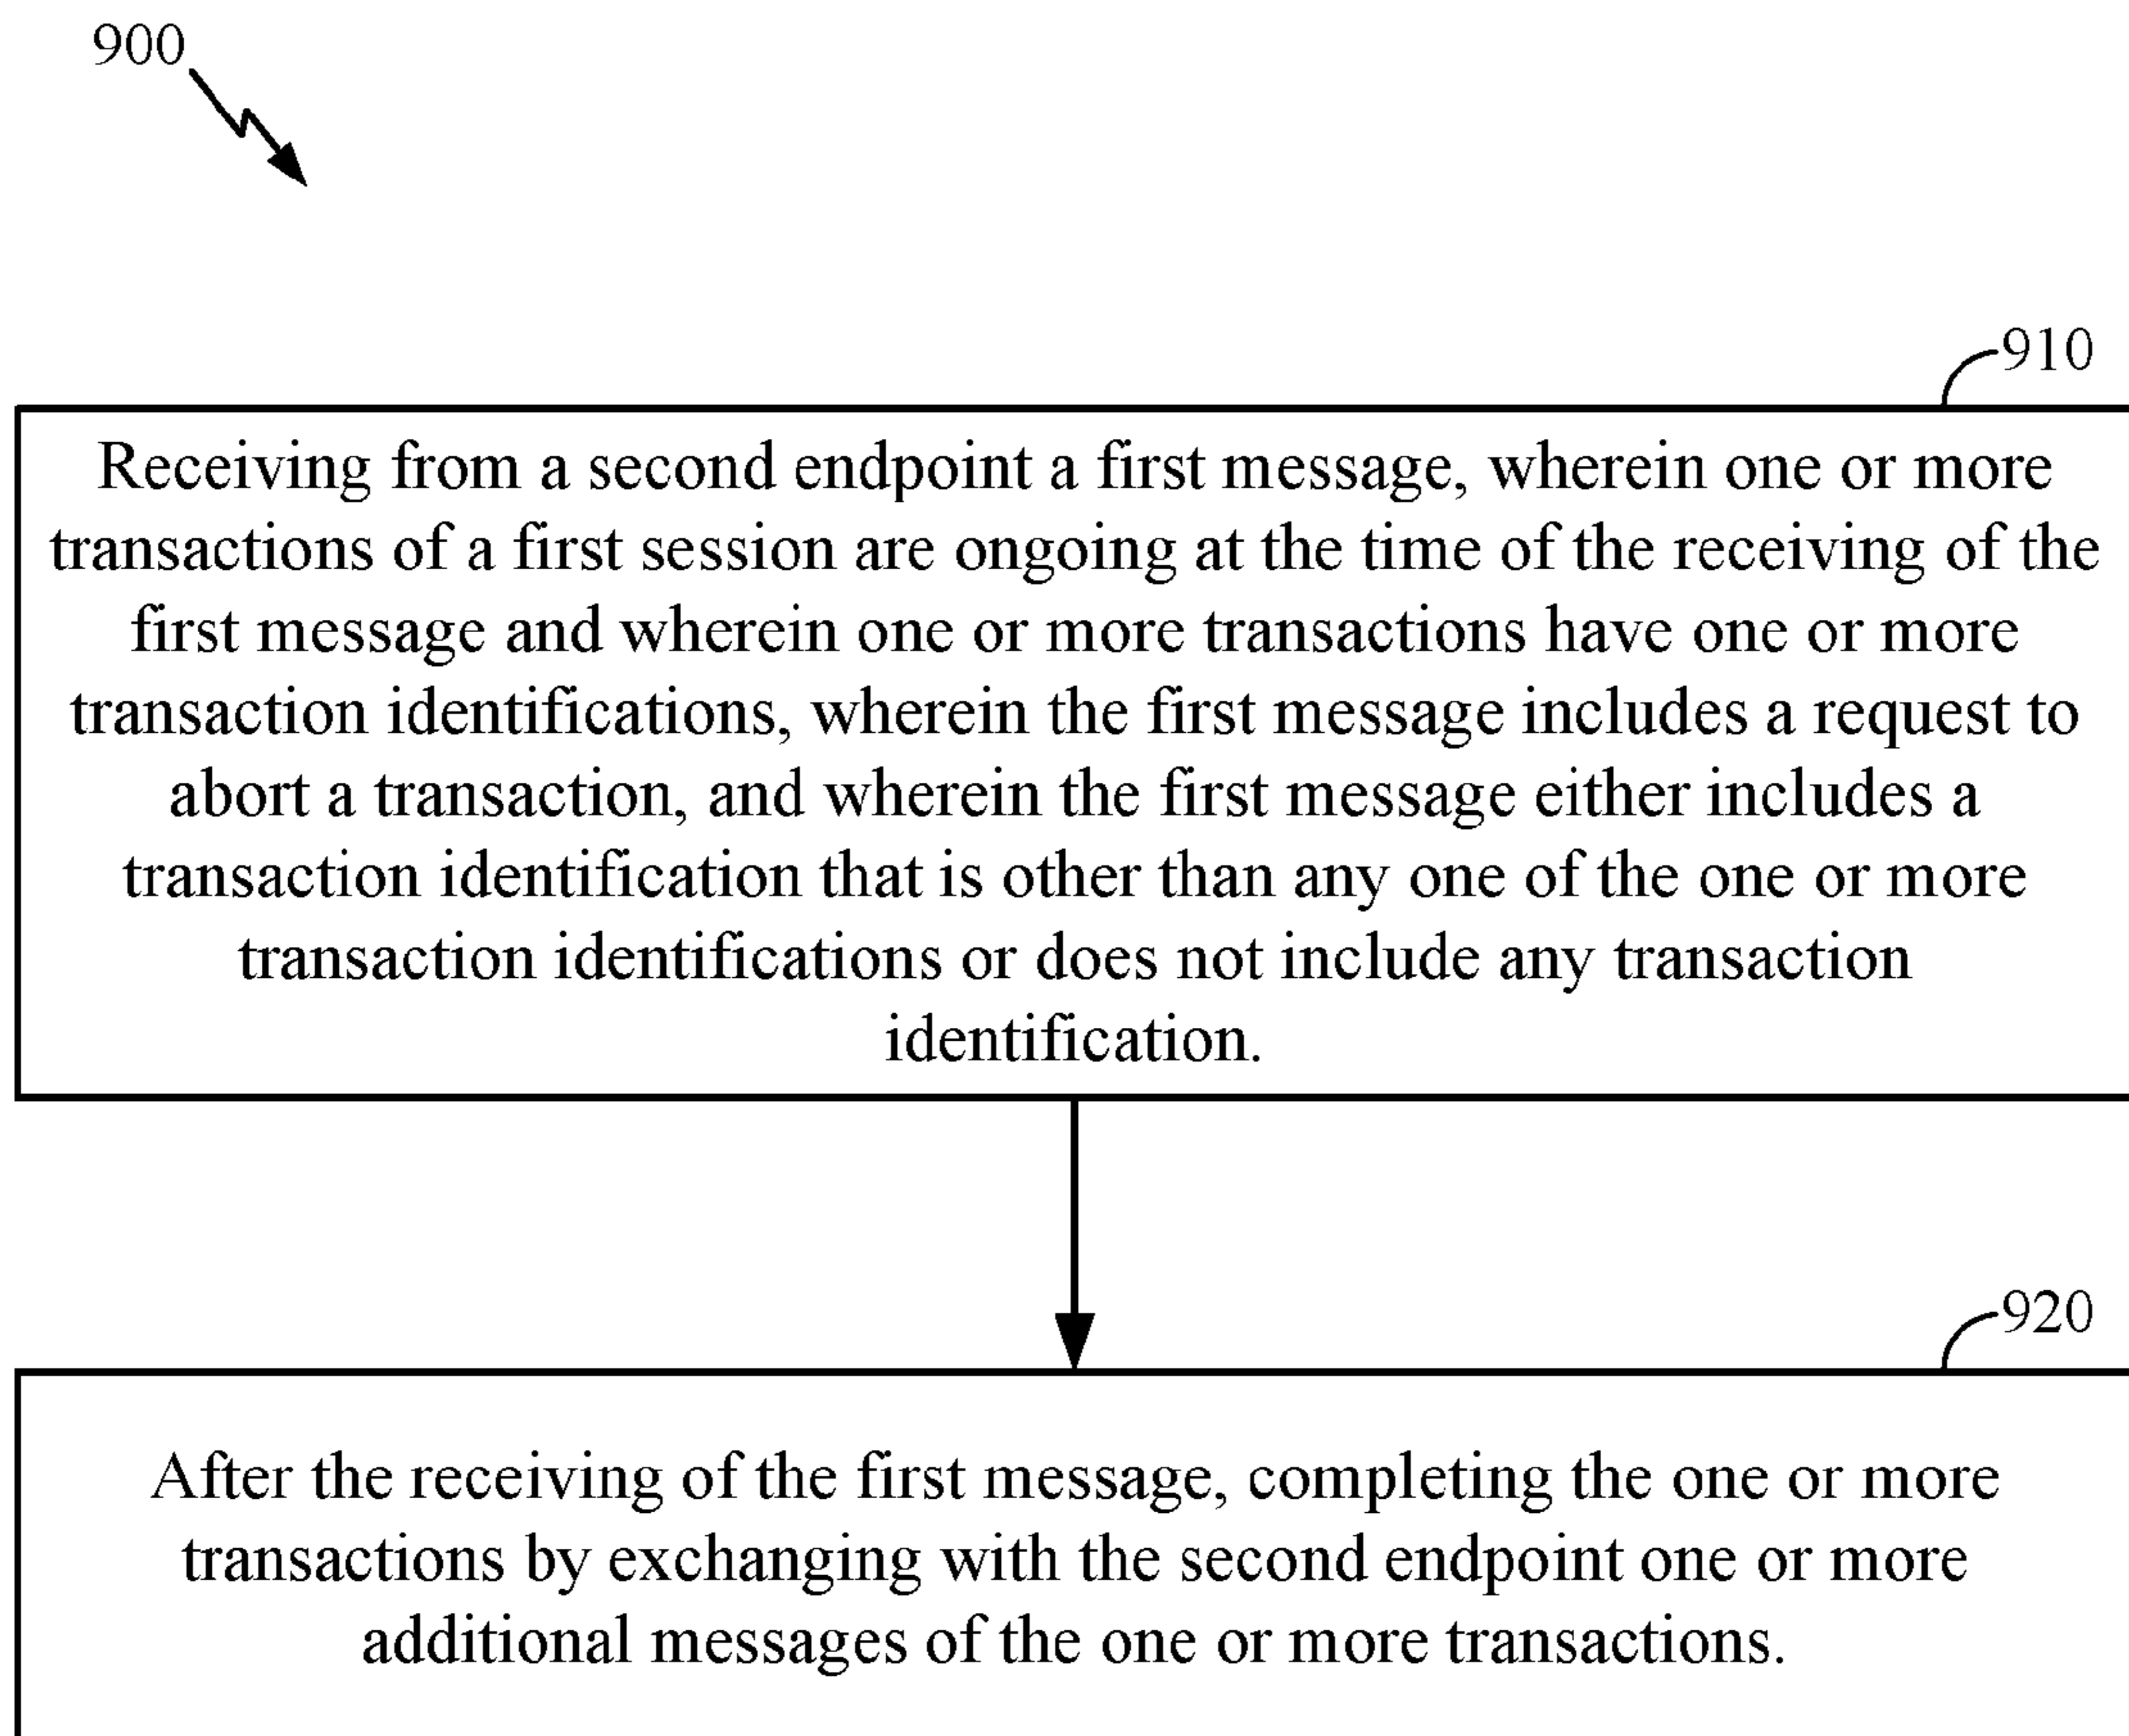 900
910
Receiving from a second endpoint a first message, wherein one or more
transactions of a first session are ongoing at the time of the receiving of the
first message and wherein one or more transactions have one or more
transaction identifications, wherein the first message includes a request to
abort a transaction, and wherein the first message either includes a
transaction identification that is other than any one of the one or more
transaction identifications or does not include any transaction
identification.
920
After the receiving of the first message, completing the one or more
transactions by exchanging with the second endpoint one or more
additional messages of the one or more transactions.